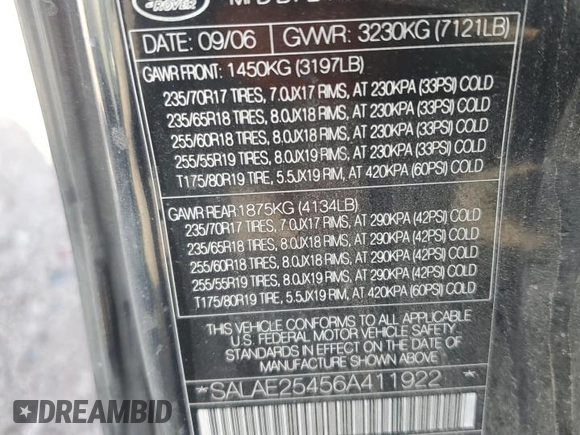 ROVER
DATE: 09/06 GVWR: 3230KG (7121LB)
GAWR FRONT: 1450KG (3197LB)
235/70R17 TIRES, 7.0JX17 RIMS, AT 230KPA (33PSI) COLD
235/65R18 TIRES, 8.0JX18 RIMS, AT 230KPA (33PSI) COLD
255/60R18 TIRES, 8.0JX18 RIMS, AT 230KPA (33PSI) COLD
255/55R19 TIRES, 8.0JX19 RIMS, AT 230KPA (33PSI) COLD
T175/80R19 TIRE, 5.5JX19 RIM, AT 420KPA (60PSI) COLD
GAWR REAR: 1875KG (4134LB)
235/70R17 TIRES, 7.0JX17 RIMS, AT 290KPA (42PSI) COLD
235/65R18 TIRES, 8.0JX18 RIMS, AT 290KPA (42PSI) COLD
255/60R18 TIRES, 8.0JX18 RIMS, AT 290KPA (42PSI) COLD
255/55R19 TIRES, 8.0JX19 RIMS, AT 290KPA (42PSI) COLD
T175/80R19 TIRE, 5.5JX19 RIM, AT 420KPA (60PSI) COLD
THIS VEHICLE CONFORMS TO ALL APPLICABLE
U.S. FEDERAL MOTOR VEHICLE SAFETY
STANDARDS IN EFFECT ON THE DATE OF
MANUFACTURE SHOWN ABOVE.
*SALAE25456A411922*
DREAMBID